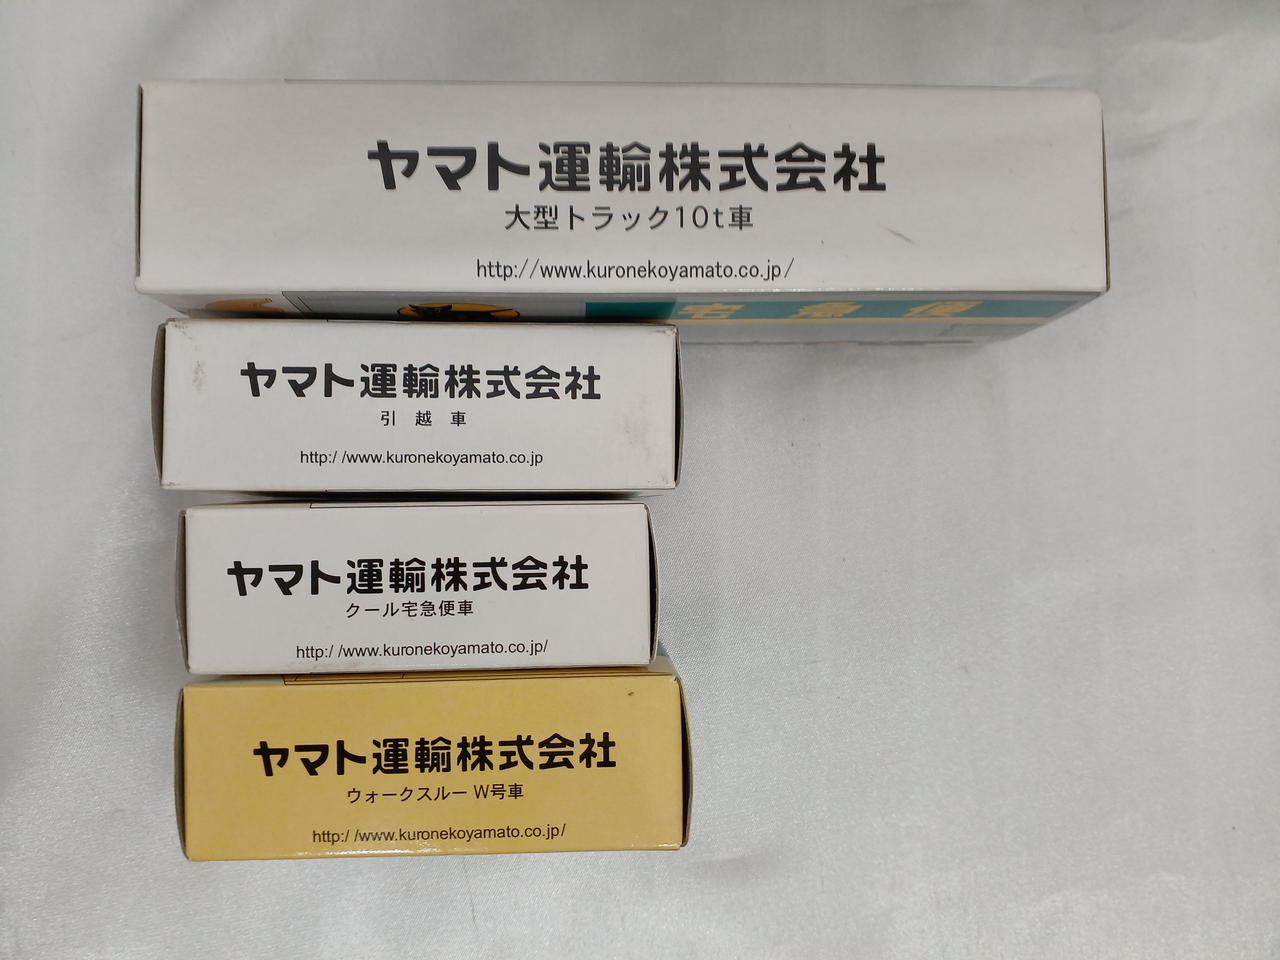 ヤマト運輸株式会社
大型トラック10t車
http://www.kuronekoyamato.co.jp/
宅急便
ヤマト運輸株式会社
引越車
http://www.kuronekoyamato.co.jp
ヤマト運輸株式会社
クール宅急便車
http://www.kuronekoyamato.co.jp/
ヤマト運輸株式会社
ウォークスルー W号車
http://www.kuronekoyamato.co.jp/